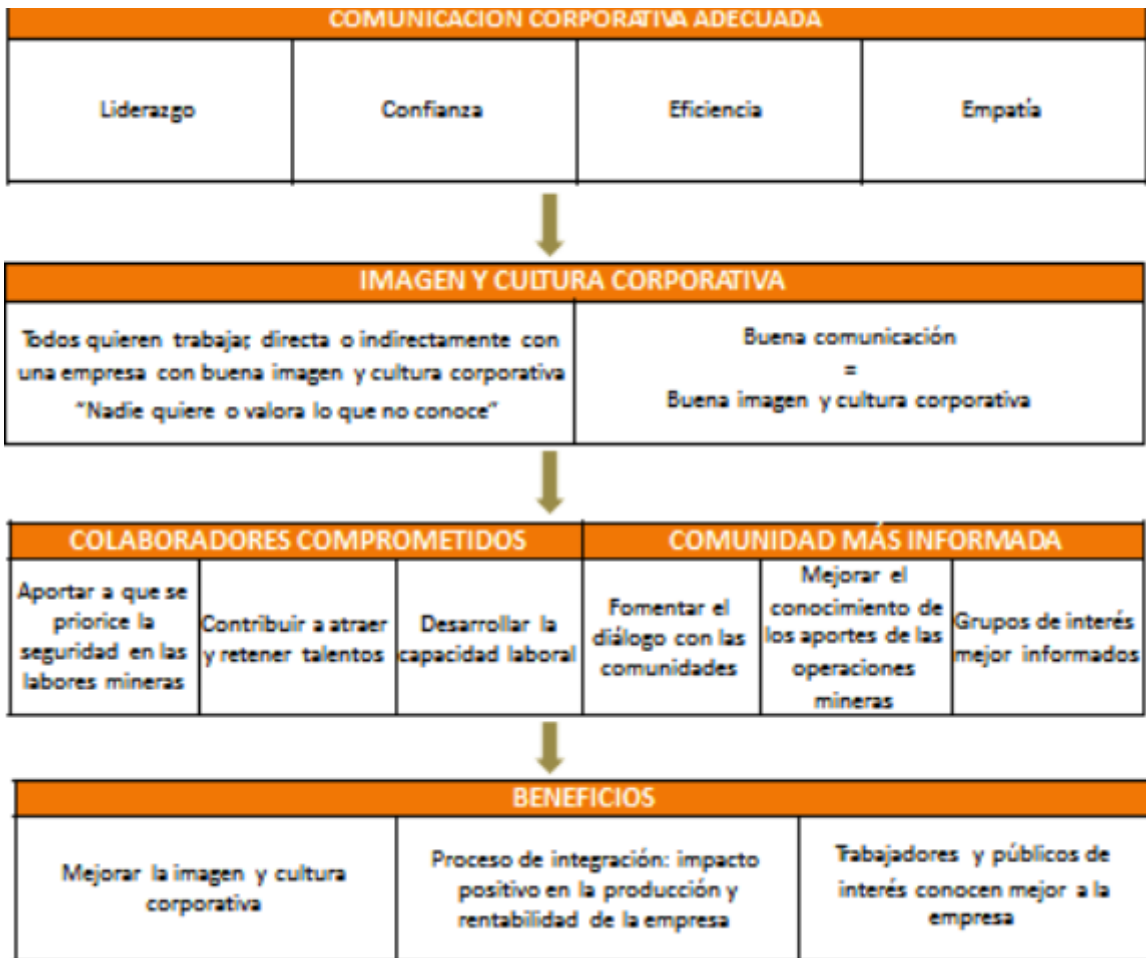 COMUNICACIÓN CORPORATIVA ADECUADA
Liderazgo
Confianza
Eficiencia
Empatía
IMAGEN Y CULTURA CORPORATIVA
Todos quieren trabajar, directa o indirectamente con
una empresa con buena imagen y cultura corporativa
"Nadie quiere o valora lo que no conoce"
Buena comunicación
=
Buena imagen y cultura corporativa
COLABORADORES COMPROMETIDOS
COMUNIDAD MÁS INFORMADA
Aportar a que se
priorice la
seguridad en las
labores mineras
Contribuir a atraer
y retener talentos
Desarrollar la
capacidad laboral
Fomentar el
diálogo con las
comunidades
Mejorar el
conocimiento de
los aportes de las
operaciones
mineras
Grupos de interés
mejor informados
BENEFICIOS
Mejorar la imagen y cultura
corporativa
Proceso de integración: impacto
positivo en la producción y
rentabilidad de la empresa
Trabajadores y públicos de
interés conocen mejor a la
empresa